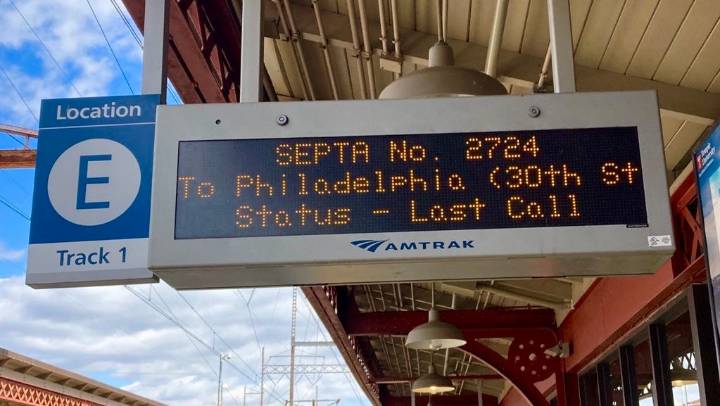 Location
E
Track 1
SEPTA No. 2724
To Philadelphia (30th St
Status - Last Call
AMTRAK